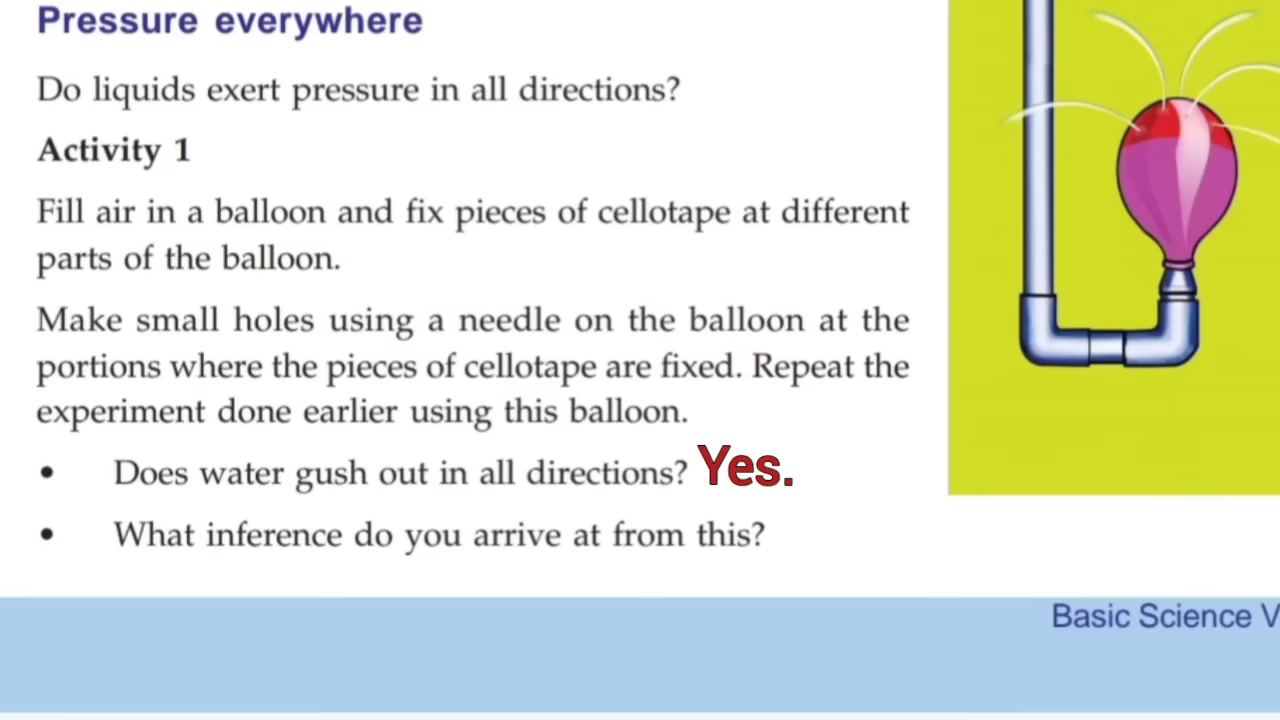 Pressure everywhere
Do liquids exert pressure in all directions?
Activity 1
Fill air in a balloon and fix pieces of cellotape at different
parts of the balloon.
Make small holes using a needle on the balloon at the
portions where the pieces of cellotape are fixed. Repeat the
experiment done earlier using this balloon.
• Does water gush out in all directions? Yes.
• What inference do you arrive at from this?
Basic Science V